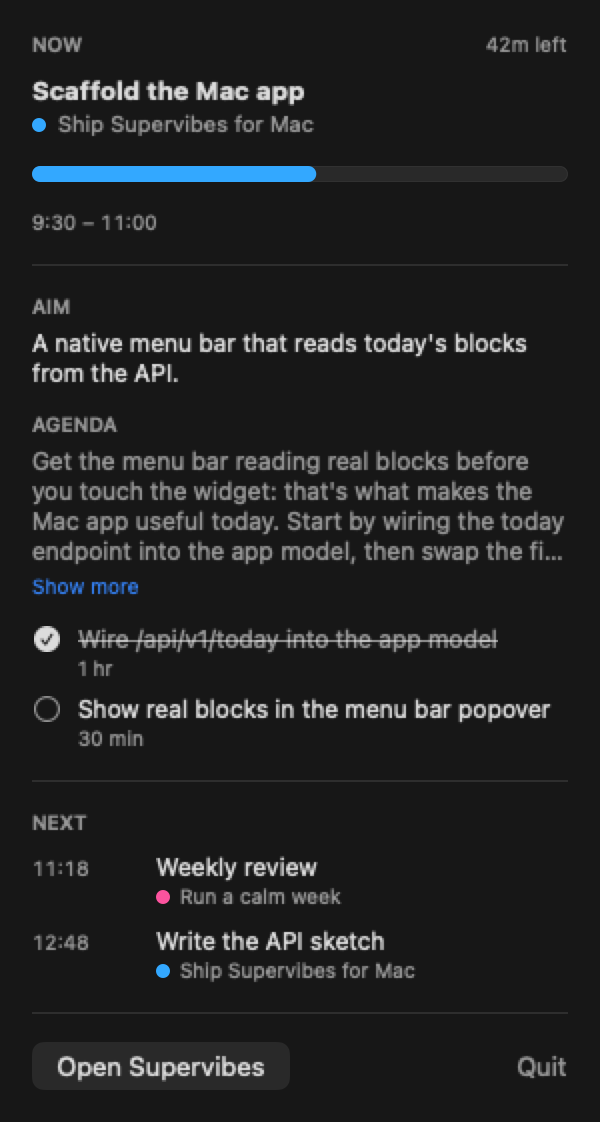 NOW
42m left
Scaffold the Mac app
Ship Supervibes for Mac
9:30 – 11:00
AIM
A native menu bar that reads today's blocks
from the API.
AGENDA
Get the menu bar reading real blocks before
you touch the widget: that's what makes the
Mac app useful today. Start by wiring the today
endpoint into the app model, then swap the fi...
Show more
Wire /api/v1/today into the app model
1 hr
Show real blocks in the menu bar popover
30 min
NEXT
11:18
Weekly review
Run a calm week
12:48
Write the API sketch
Ship Supervibes for Mac
Open Supervibes
Quit